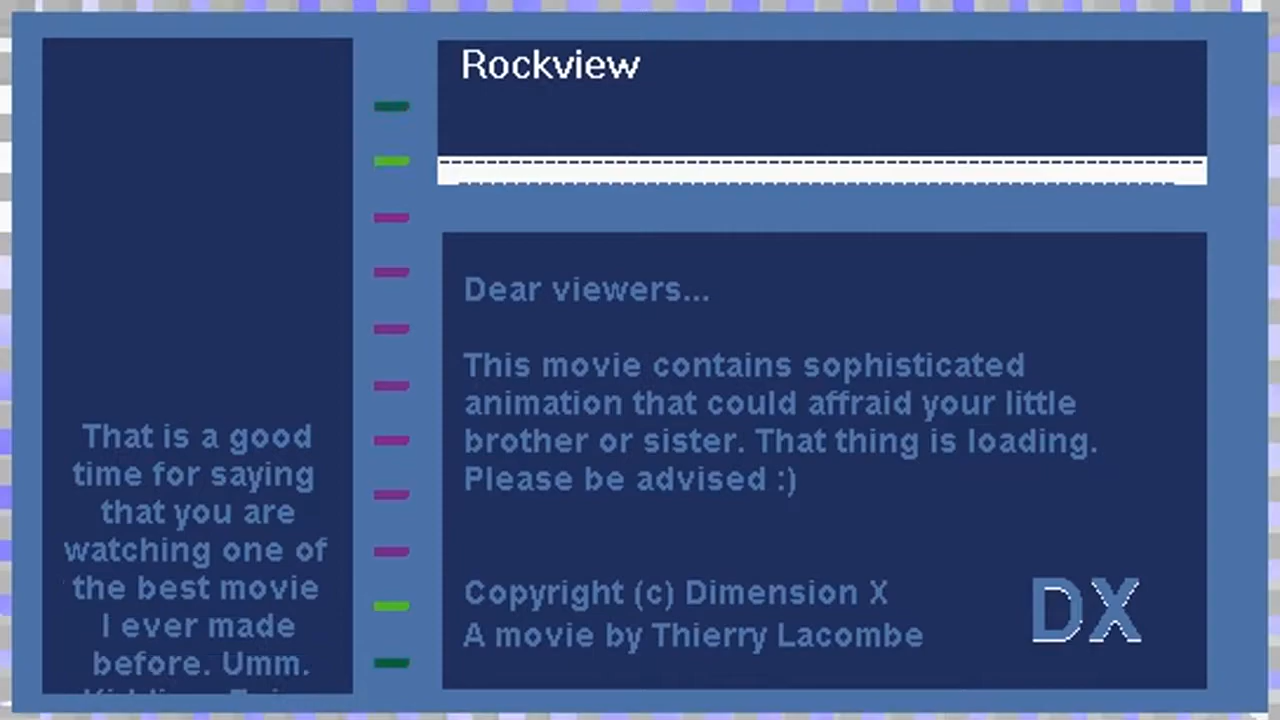 Rockview
That is a good
time for saying
that you are
watching one of
the best movie
I ever made
before. Umm.
Dear viewers...
This movie contains sophisticated
animation that could affraid your little
brother or sister. That thing is loading.
Please be advised :)
Copyright (c) Dimension X
A movie by Thierry Lacombe
DX